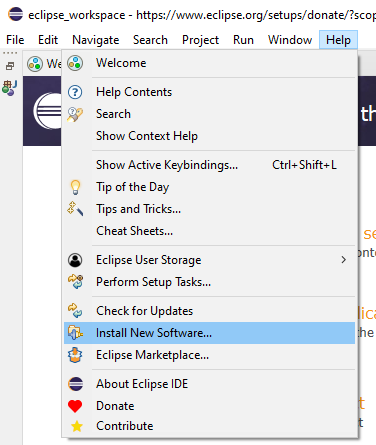 eclipse_workspace - https://www.eclipse.org/setups/donate/?scop
File Edit Navigate Search Project Run Window Help
We
Welcome
Help Contents
Search
Show Context Help
Show Active Keybindings... Ctrl+Shift+L
Tip of the Day
Tips and Tricks...
Cheat Sheets...
Eclipse User Storage
Perform Setup Tasks...
Check for Updates
Install New Software...
Eclipse Marketplace...
About Eclipse IDE
Donate
Contribute